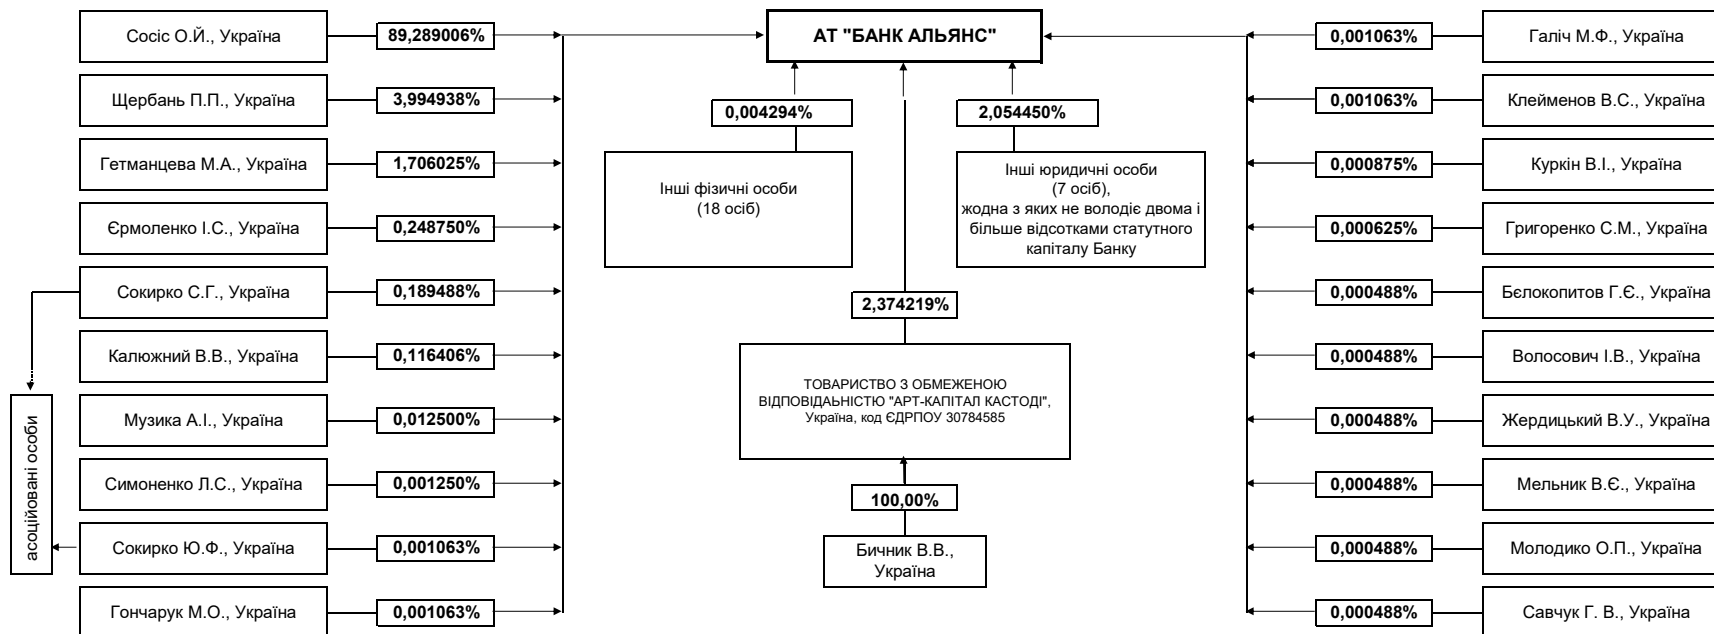 АТ "БАНК АЛЬЯНС"
Сосіс О.Й., Україна
89,289006%
Щербань П.П., Україна
3,994938%
Гетманцева М.А., Україна
1,706025%
Єрмоленко І.С., Україна
0,248750%
Сокирко С.Г., Україна
0,189488%
Калюжний В.В., Україна
0,116406%
Музика А.І., Україна
0,012500%
Симоненко Л.С., Україна
0,001250%
Сокирко Ю.Ф., Україна
0,001063%
Гончарук М.О., Україна
0,001063%
асоційовані особи
0,004294%
Інші фізичні особи
(18 осіб)
2,054450%
Інші юридичні особи
(7 осіб),
жодна з яких не володіє двома і
більше відсотками статутного
капіталу Банку
2,374219%
ТОВАРИСТВО З ОБМЕЖЕНОЮ
ВІДПОВІДАЬНІСТЮ "АРТ-КАПІТАЛ КАСТОДІ",
Україна, код ЄДРПОУ 30784585
100,00%
Бичник В.В.,
Україна
0,001063%
Галіч М.Ф., Україна
0,001063%
Клейменов В.С., Україна
0,000875%
Куркін В.І., Україна
0,000625%
Григоренко С.М., Україна
0,000488%
Бєлокопитов Г.Є., Україна
0,000488%
Волосович І.В., Україна
0,000488%
Жердицький В.У., Україна
0,000488%
Мельник В.Є., Україна
0,000488%
Молодико О.П., Україна
0,000488%
Савчук Г. В., Україна